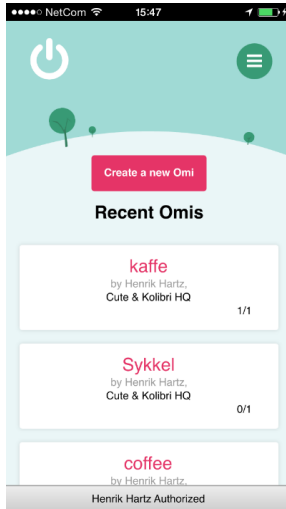 NetCom 15:47
Create a new Omi
Recent Omis
kaffe
by Henrik Hartz,
Cute & Kolibri HQ
1/1
Sykkel
by Henrik Hartz,
Cute & Kolibri HQ
0/1
coffee
by Henrik Hartz,
Henrik Hartz Authorized